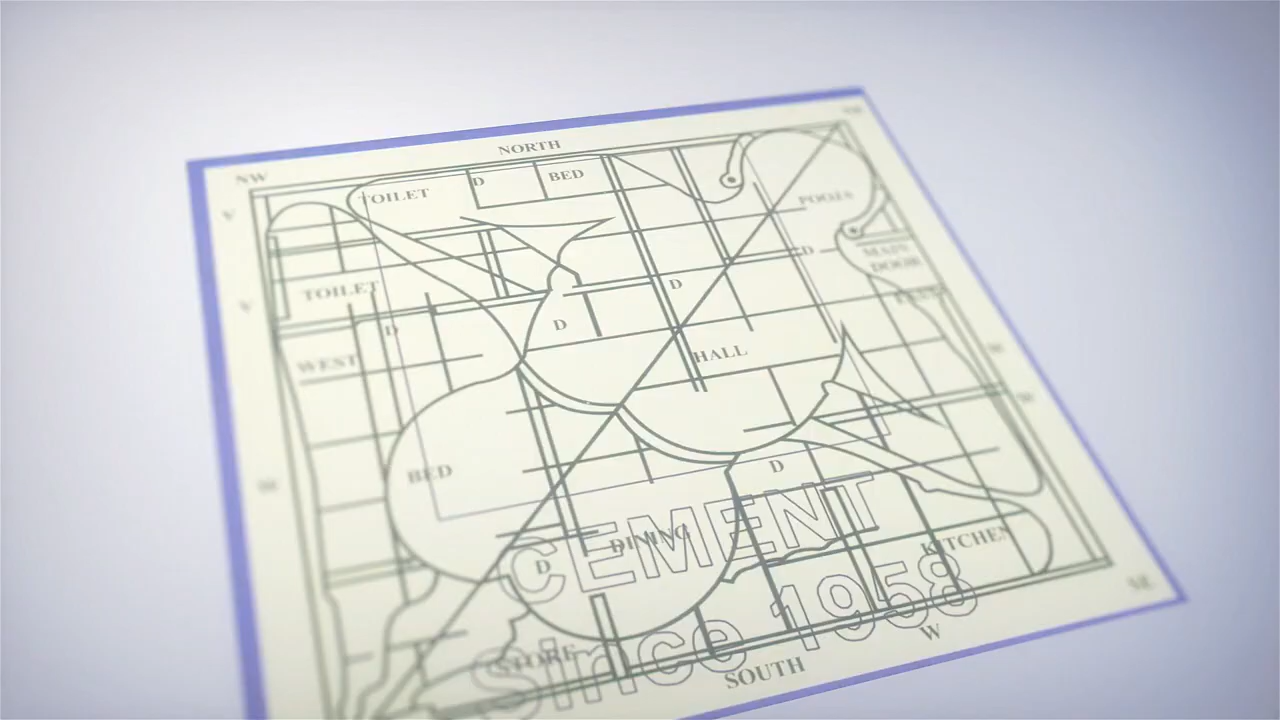 NORTH
NW
TOILET
D
BED
POOJA
D
MAIN
DOOR
TOILET
D
D
D
WEST
HALL
BED
D
CEMENT
DINING
D
KITCHEN
since 1958
STORE
W
SOUTH